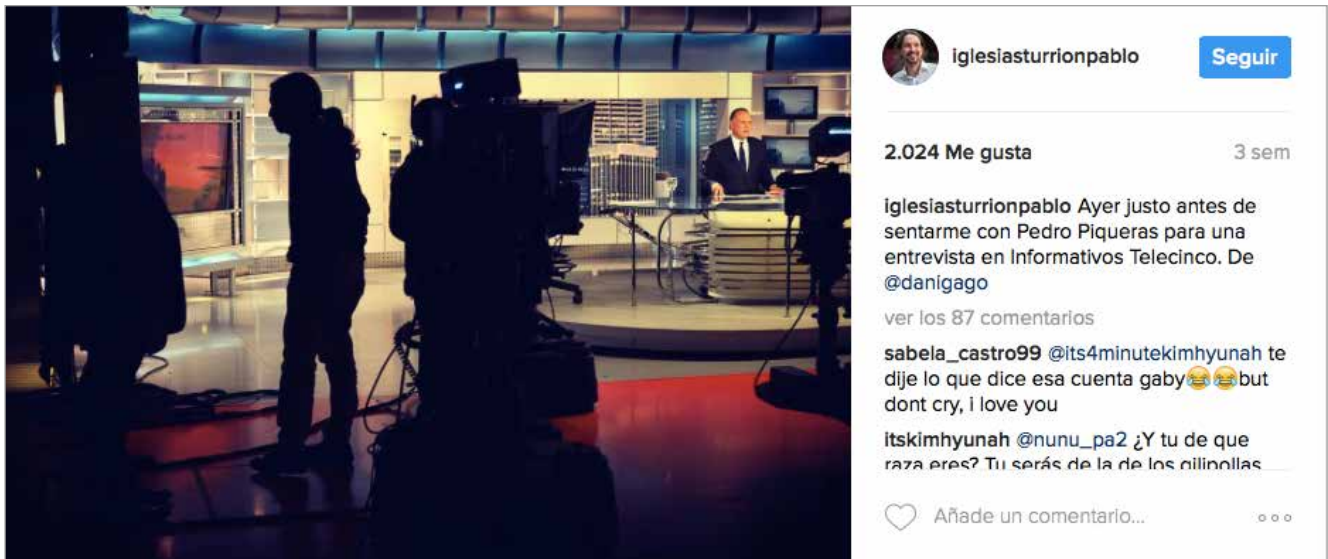 iglesiasturrionpablo
Seguir
2.024 Me gusta
3 sem
iglesiasturrionpablo Ayer justo antes de
sentarme con Pedro Piqueras para una
entrevista en Informativos Telecinco. De
@danigago
ver los 87 comentarios
sabela_castro99 @its4minutekimhyunah te
dije lo que dice esa cuenta gaby😂😂but
dont cry, i love you
itskimhyunah @nunu_pa2 ¿Y tu de que
raza eres? Tu serás de la de los gilipollas
Añade un comentario...
MADRID